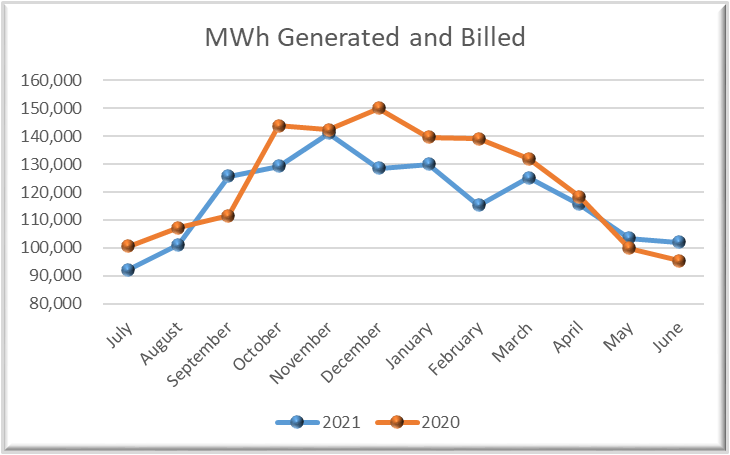 MWh Generated and Billed
160,000
150,000
140,000
130,000
120,000
110,000
100,000
90,000
80,000
July
August
September
October
November
December
January
February
March
April
May
June
2021 2020